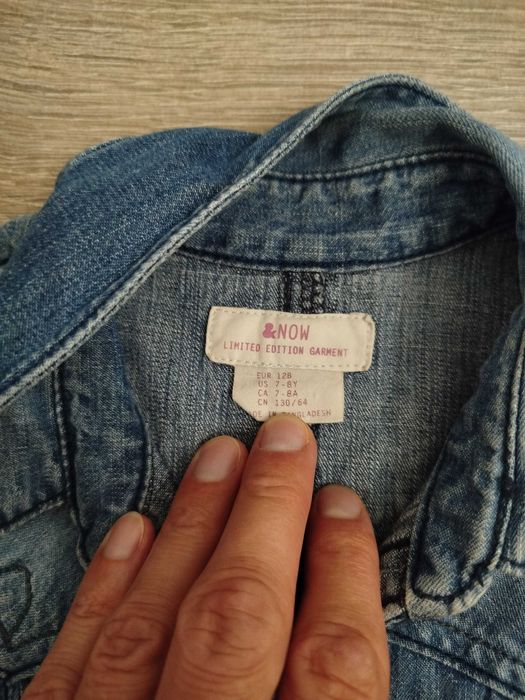 &NOW
LIMITED EDITION GARMENT
EUR 128
US 7-8Y
CA 7-8A
CN 130/64
DE IN BANGLADESH